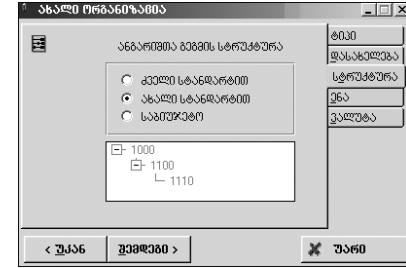 ახალი ორგანიზაცია
ანგარიშთა გეგმის სტრუქტურა
ძველი სტანდარტით
ახალი სტანდარტით
საბიუჯეტო
1000
1100
1110
ტიპი
დასახელება
სტრუქტურა
ენა
ვალუტა
< უკან
შემდეგი >
უარი